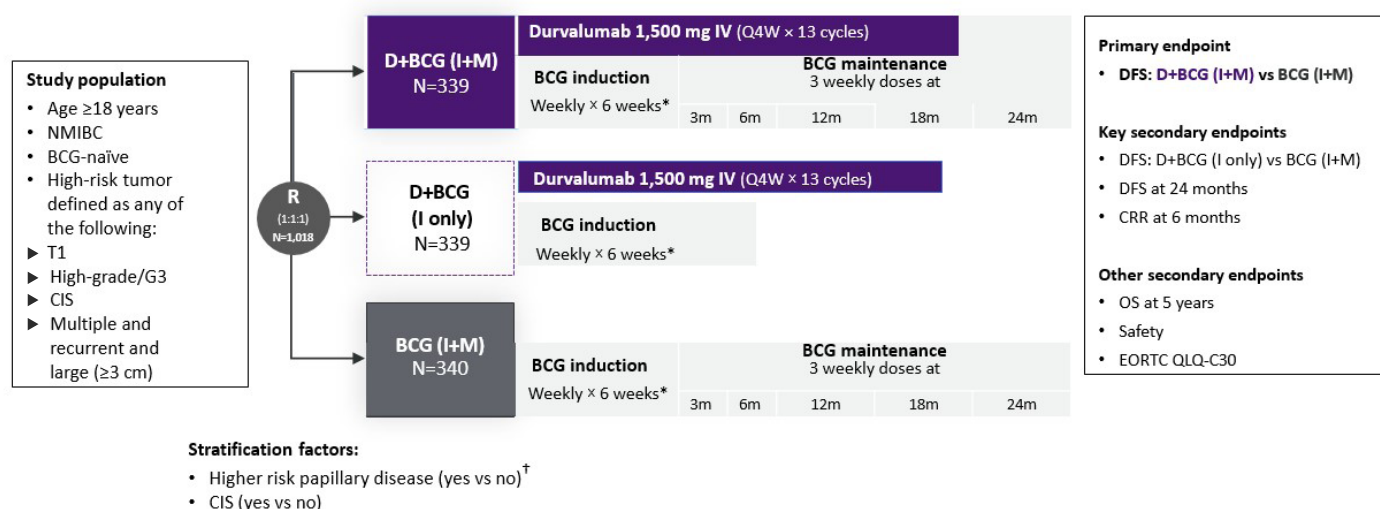 Study population
• Age ≥18 years
• NMIBC
• BCG-naïve
• High-risk tumor
defined as any of
the following:
▶ T1
▶ High-grade/G3
▶ CIS
▶ Multiple and
recurrent and
large (≥3 cm)
R
(1:1:1)
N=1,018
D+BCG (I+M)
N=339
Durvalumab 1,500 mg IV (Q4W × 13 cycles)
BCG induction
Weekly × 6 weeks*
BCG maintenance
3 weekly doses at
3m 6m 12m 18m 24m
D+BCG
(I only)
N=339
Durvalumab 1,500 mg IV (Q4W × 13 cycles)
BCG induction
Weekly × 6 weeks*
BCG (I+M)
N=340
BCG induction
Weekly × 6 weeks*
BCG maintenance
3 weekly doses at
3m 6m 12m 18m 24m
Primary endpoint
• DFS: D+BCG (I+M) vs BCG (I+M)
Key secondary endpoints
• DFS: D+BCG (I only) vs BCG (I+M)
• DFS at 24 months
• CRR at 6 months
Other secondary endpoints
• OS at 5 years
• Safety
• EORTC QLQ-C30
Stratification factors:
• Higher risk papillary disease (yes vs no)†
• CIS (yes vs no)